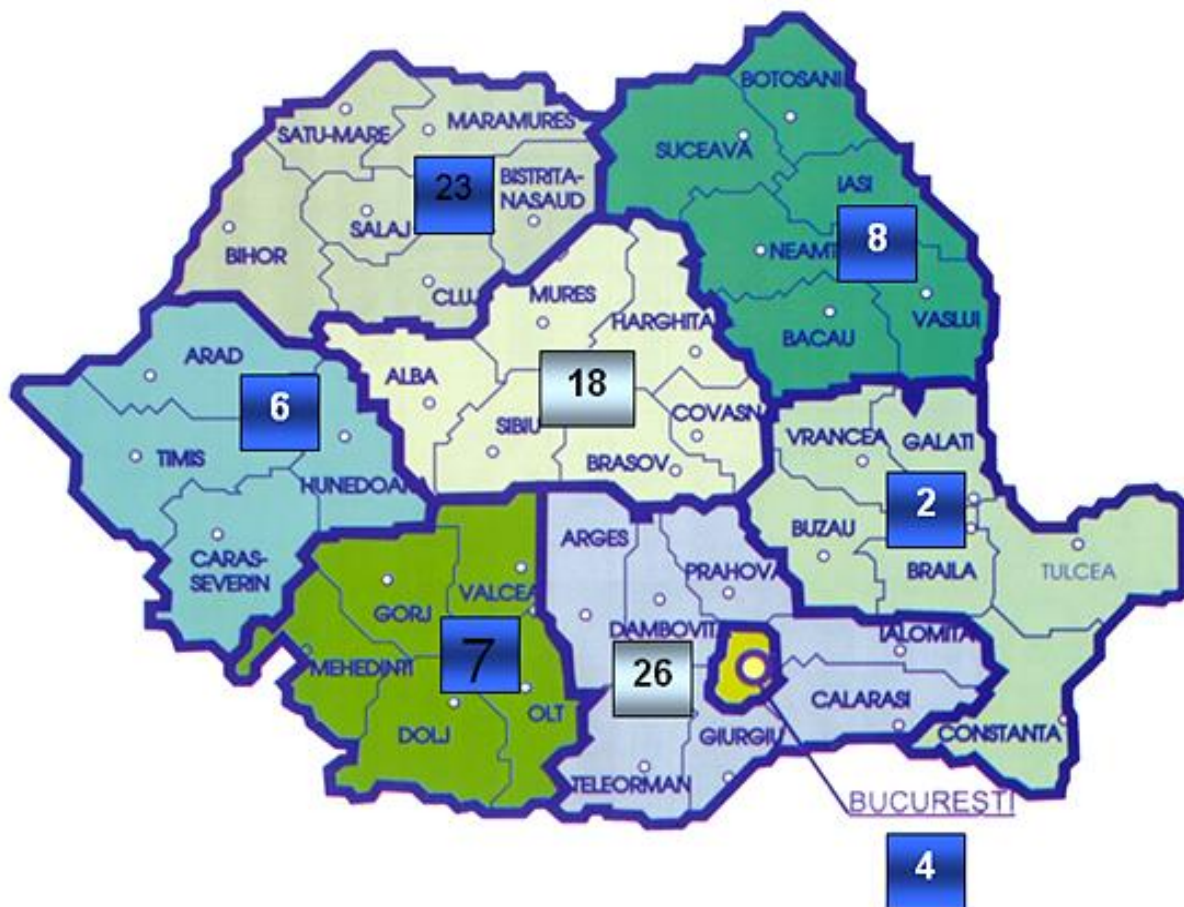 BOTOSANI
SATU-MARE
MARAMURES
SUCEAVA
23
BISTRITA-
NASAUD
IASI
SALAJ
8
NEAMT
BIHOR
CLUJ
MURES
HARGHITA
VASLUI
BACAU
ARAD
ALBA
18
6
SIBIU
COVASN
VRANCEA
GALATI
TIMIS
BRASOV
HUNEDOARA
2
BUZAU
ARGES
CARAS-
SEVERIN
PRAHOVA
BRAILA
TULCEA
VALCEA
GORJ
DAMBOVIT
IALOMITA
7
MEHEDINTI
26
CALARASI
OLT
DOLJ
GIURGIU
CONSTANTA
TELEORMAN
BUCURESTI
4